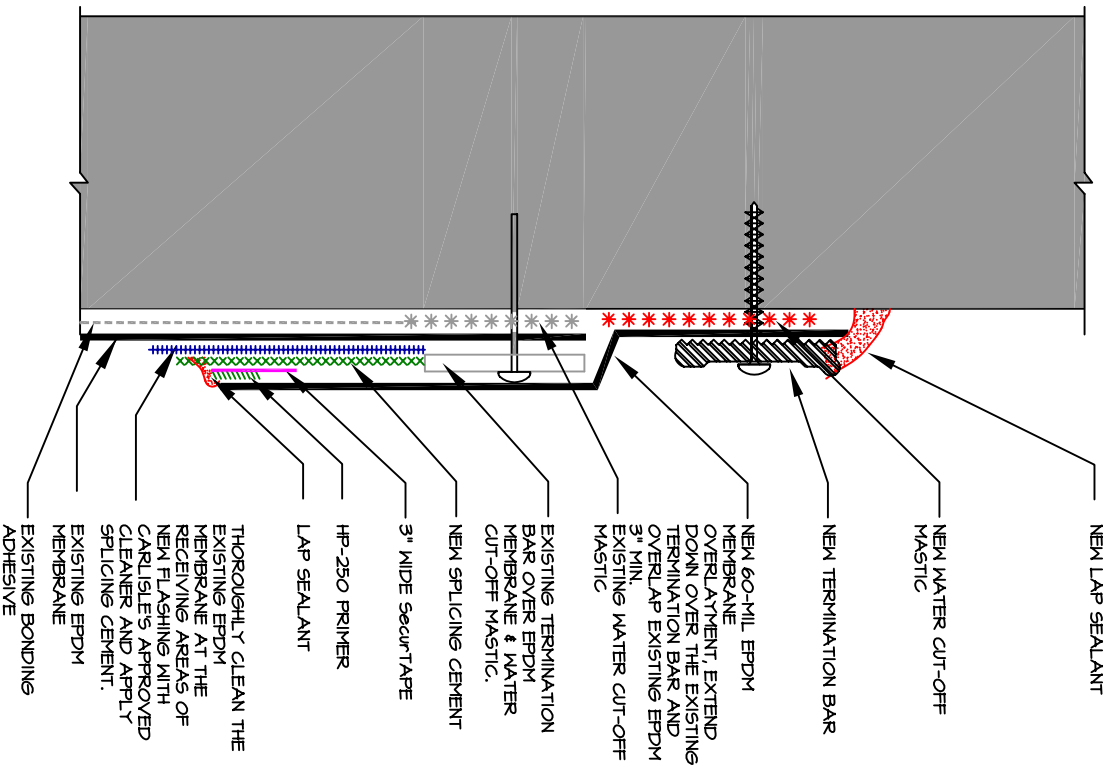 NEW LAP SEALANT
NEW WATER CUT-OFF
MASTIC
NEW TERMINATION BAR
NEW 60-MIL EPDM
MEMBRANE
OVERLAYMENT, EXTEND
DOWN OVER THE EXISTING
TERMINATION BAR AND
OVERLAP EXISTING EPDM
3" MIN.
EXISTING WATER CUT-OFF
MASTIC
EXISTING TERMINATION
BAR OVER EPDM
MEMBRANE & WATER
CUT-OFF MASTIC.
NEW SPLICING CEMENT
3" WIDE SecurTAPE
HP-250 PRIMER
LAP SEALANT
THOROUGHLY CLEAN THE
EXISTING EPDM
MEMBRANE AT THE
RECEIVING AREAS OF
NEW FLASHING WITH
CARLISLE'S APPROVED
CLEANER AND APPLY
SPLICING CEMENT.
EXISTING EPDM
MEMBRANE
EXISTING BONDING
ADHESIVE